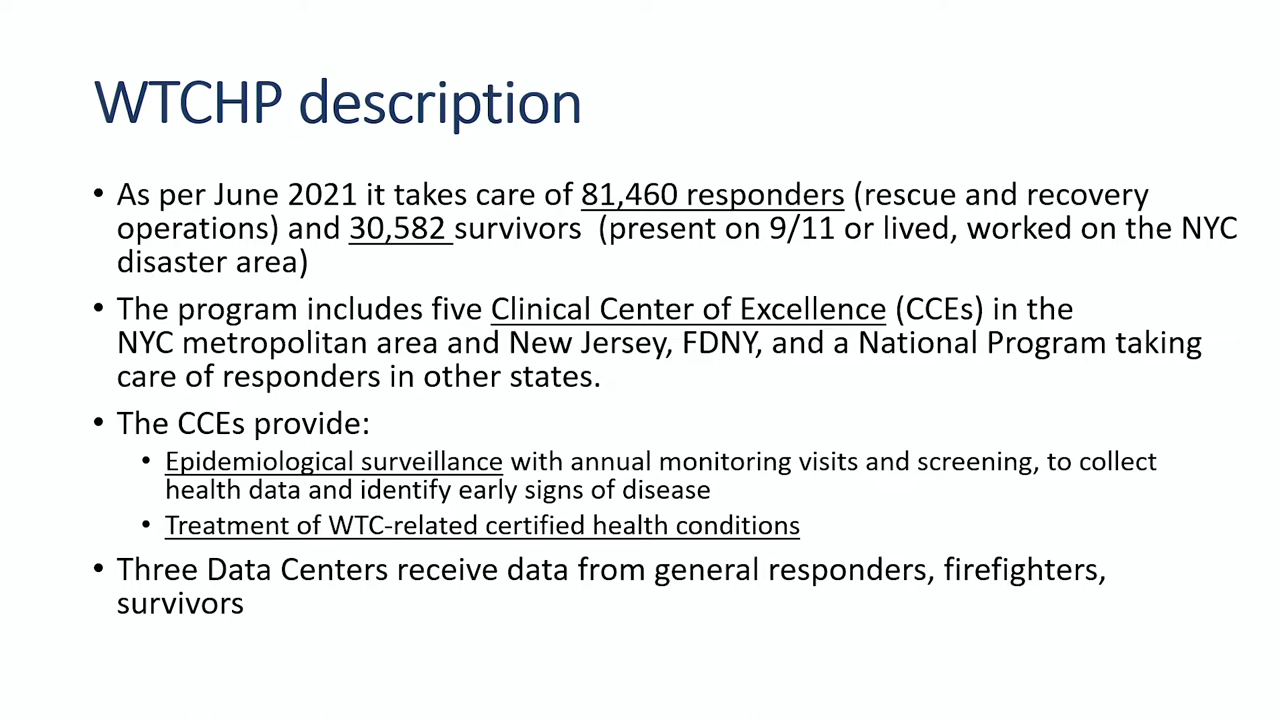 WTCHP description
• As per June 2021 it takes care of 81,460 responders (rescue and recovery
operations) and 30,582 survivors (present on 9/11 or lived, worked on the NYC
disaster area)
• The program includes five Clinical Center of Excellence (CCEs) in the
NYC metropolitan area and New Jersey, FDNY, and a National Program taking
care of responders in other states.
• The CCEs provide:
• Epidemiological surveillance with annual monitoring visits and screening, to collect
health data and identify early signs of disease
• Treatment of WTC-related certified health conditions
• Three Data Centers receive data from general responders, firefighters,
survivors